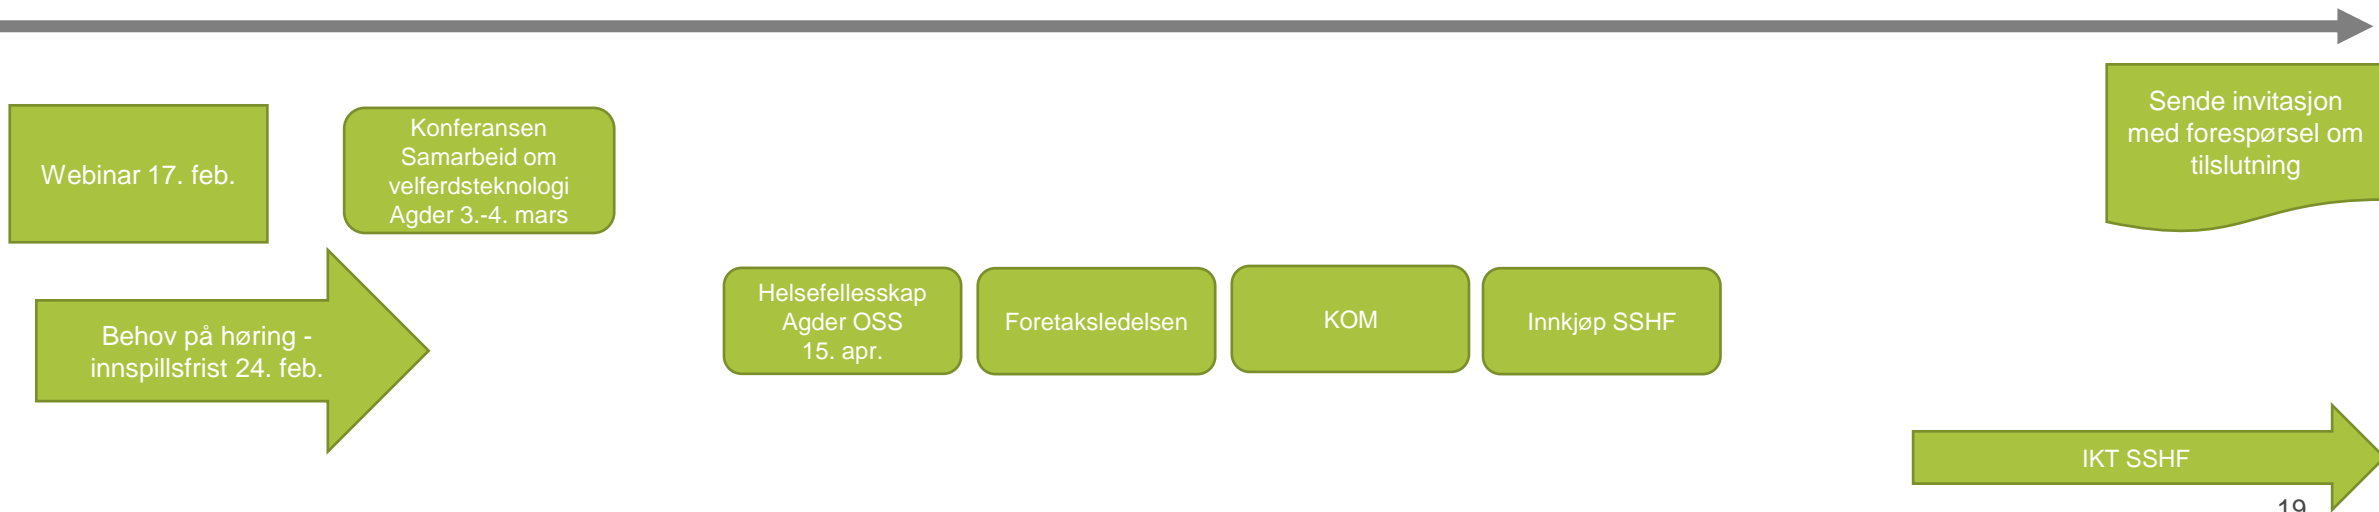 Webinar 17. feb.
Konferansen
Samarbeid om
velferdsteknologi
Agder 3.-4. mars
Sende invitasjon
med forespørsel om
tilslutning
Behov på høring -
innspillsfrist 24. feb.
Helsefellesskap
Agder OSS
15. apr.
Foretaksledelsen
KOM
Innkjøp SSHF
IKT SSHF
19